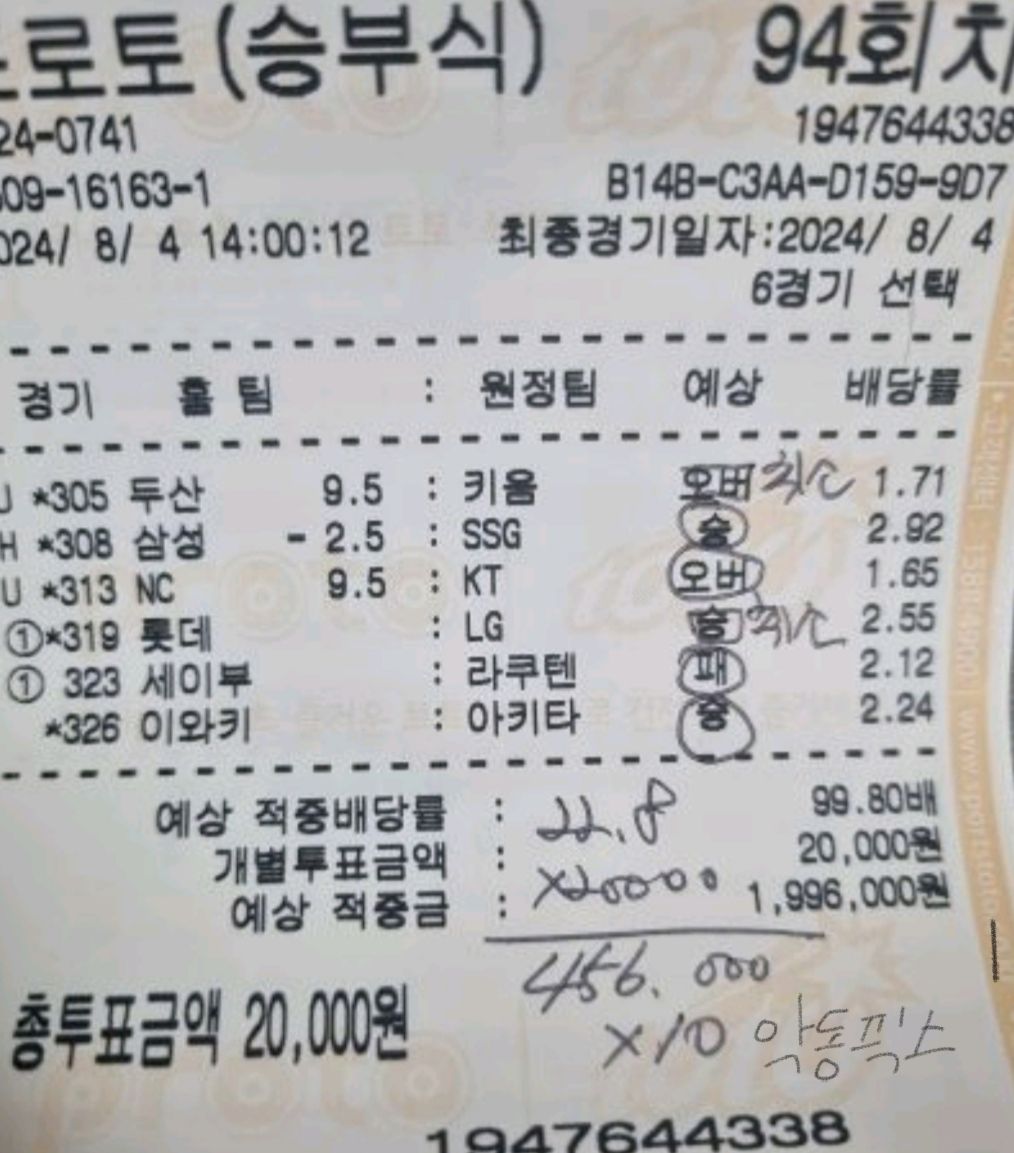 로토(승부식) 94회차
24-0741 1947644338
609-16163-1 B14B-C3AA-D159-9D7
024/ 8/ 4 14:00:12 최종경기일자:2024/ 8/ 4
6경기 선택
경기 홈 팀 : 원정팀 예상 배당률
U *305 두산 9.5 : 키움 오버 취소 1.71
H *308 삼성 - 2.5 : SSG 승 2.92
U *313 NC 9.5 : KT 오버 1.65
①*319 롯데 : LG 승 취소 2.55
① 323 세이부 : 라쿠텐 패 2.12
*326 이와키 : 아키타 승 2.24
예상 적중배당률 : 22.8 99.80배
개별투표금액 : x20000 20,000원
예상 적중금 : 1,996,000원
456.000
총투표금액 20,000원
x10 악동픽스
1947644338